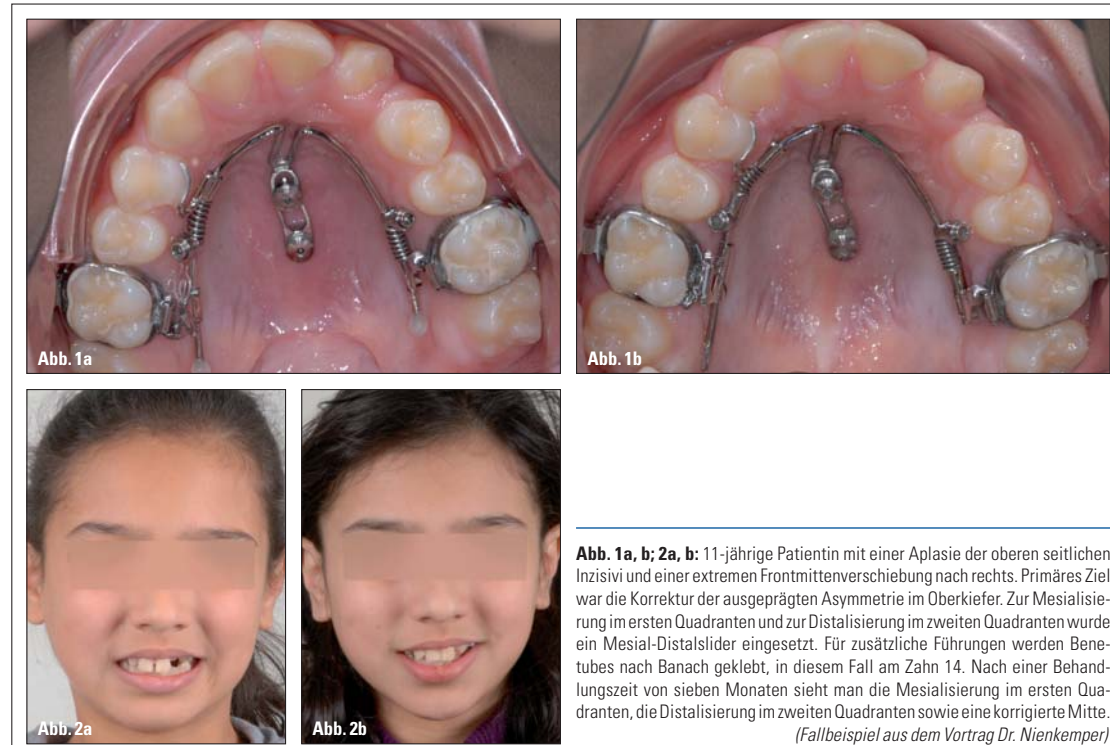 Abb. 1a
Abb. 1b
Abb. 2a
Abb. 2b
Abb. 1a, b; 2a, b: 11-jährige Patientin mit einer Aplasie der oberen seitlichen
Inzisivi und einer extremen Frontmittenverschiebung nach rechts. Primäres Ziel
war die Korrektur der ausgeprägten Asymmetrie im Oberkiefer. Zur Mesialisie-
rung im ersten Quadranten und zur Distalisierung im zweiten Quadranten wurde
ein Mesial-Distalslider eingesetzt. Für zusätzliche Führungen werden Bene-
tubes nach Banach geklebt, in diesem Fall am Zahn 14. Nach einer Behand-
lungszeit von sieben Monaten sieht man die Mesialisierung im ersten Qua-
dranten, die Distalisierung im zweiten Quadranten sowie eine korrigierte Mitte.
(Fallbeispiel aus dem Vortrag Dr. Nienkemper)